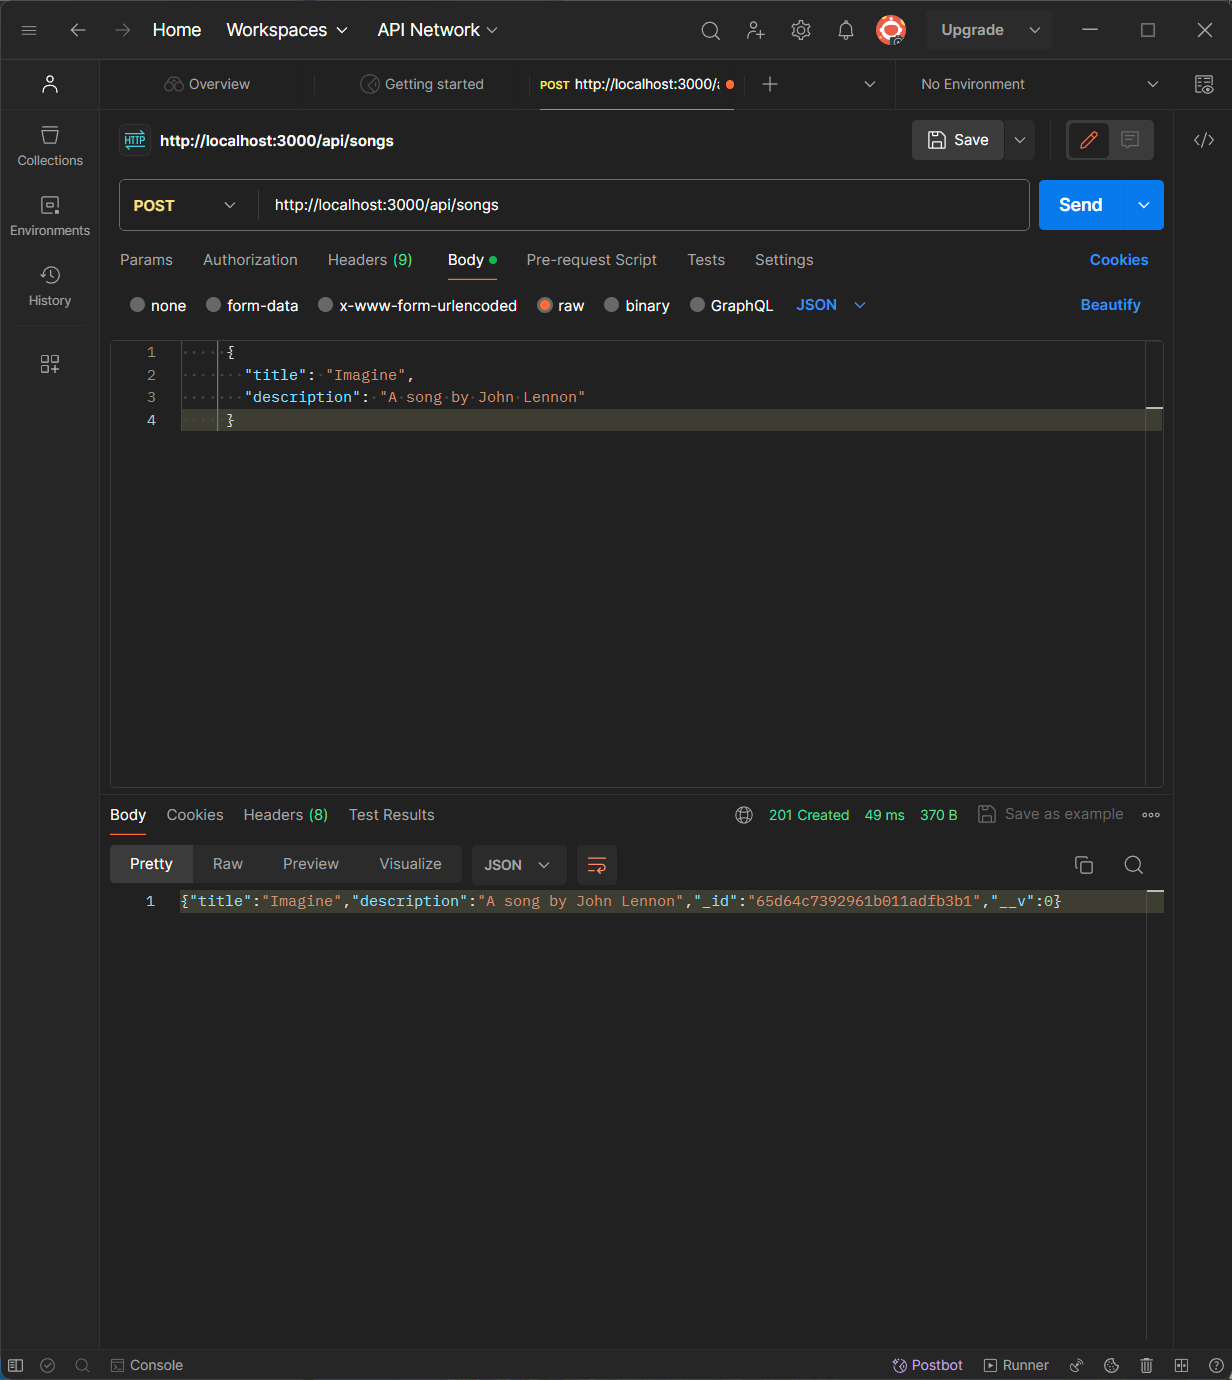 Home Workspaces API Network Upgrade
Overview Getting started POST http://localhost:3000/a No Environment
HTTP http://localhost:3000/api/songs Save
Collections
Environments
History
POST http://localhost:3000/api/songs Send
Params Authorization Headers (9) Body Pre-request Script Tests Settings Cookies
none form-data x-www-form-urlencoded raw binary GraphQL JSON Beautify
1 {
2 "title": "Imagine",
3 "description": "A song by John Lennon"
4 }
Body Cookies Headers (8) Test Results 201 Created 49 ms 370 B Save as example
Pretty Raw Preview Visualize JSON
1 {"title":"Imagine","description":"A song by John Lennon","_id":"65d64c7392961b011adfb3b1","__v":0}
Console Postbot Runner